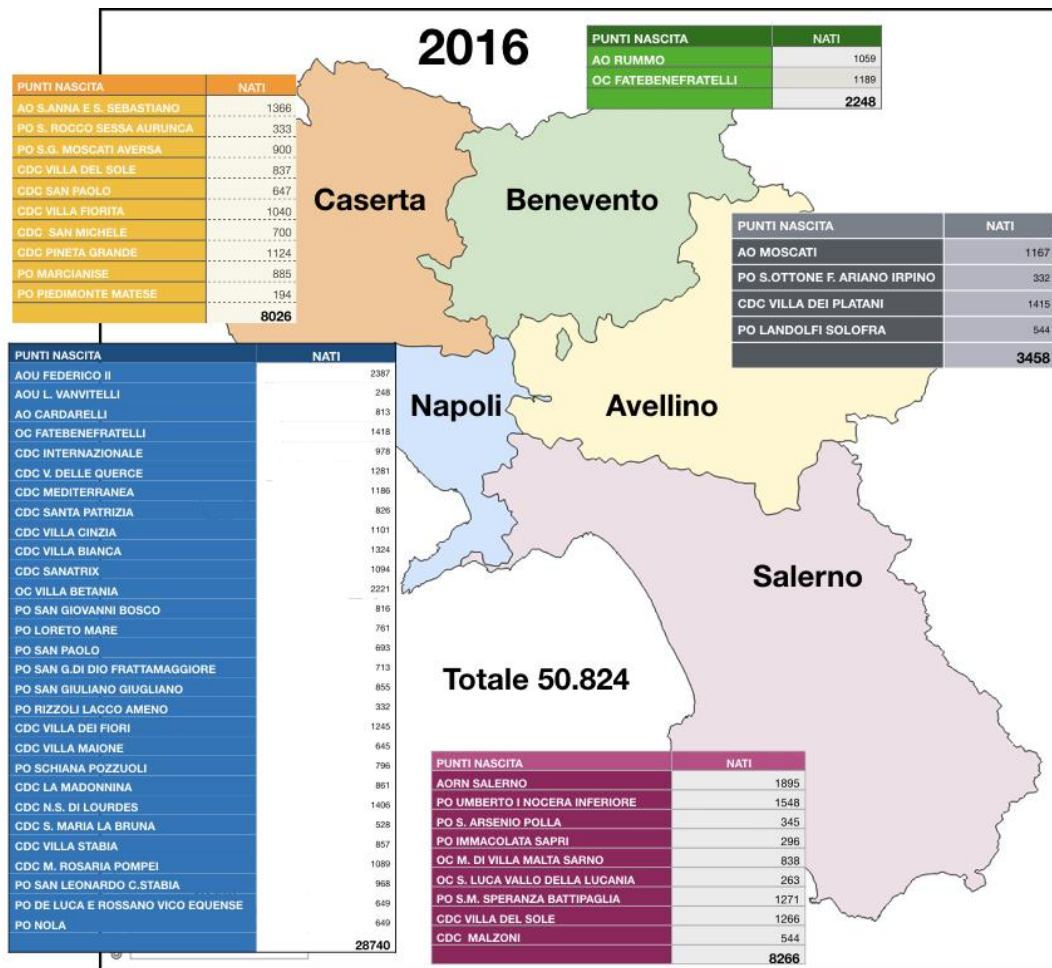 2016
PUNTI NASCITA NATI
AO RUMMO 1059
OC FATEBENEFRATELLI 1189
2248
PUNTI NASCITA NATI
AO S.ANNA E S. SEBASTIANO 1366
PO S. ROCCO SESSA AURUNCA 333
PO S.G. MOSCATI AVERSA 900
CDC VILLA DEL SOLE 837
CDC SAN PAOLO 647
CDC VILLA FIORITA 1040
CDC SAN MICHELE 700
CDC PINETA GRANDE 1124
PO MARCIANISE 885
PO PIEDIMONTE MATESE 194
8026
Caserta
Benevento
PUNTI NASCITA NATI
AO MOSCATI 1167
PO S.OTTONE F. ARIANO IRPINO 332
CDC VILLA DEI PLATANI 1415
PO LANDOLFI SOLOFRA 544
3458
PUNTI NASCITA NATI
AOU FEDERICO II 2387
AOU L. VANVITELLI 248
AO CARDARELLI 813
OC FATEBENEFRATELLI 1418
CDC INTERNAZIONALE 978
CDC V. DELLE QUERCE 1281
CDC MEDITERRANEA 1186
CDC SANTA PATRIZIA 826
CDC VILLA CINZIA 1101
CDC VILLA BIANCA 1324
CDC SANATRIX 1094
OC VILLA BETANIA 2221
PO SAN GIOVANNI BOSCO 816
PO LORETO MARE 761
PO SAN PAOLO 693
PO SAN G.DI DIO FRATTAMAGGIORE 713
PO SAN GIULIANO GIUGLIANO 855
PO RIZZOLI LACCO AMENO 332
CDC VILLA DEI FIORI 1245
CDC VILLA MAIONE 645
PO SCHIANA POZZUOLI 796
CDC LA MADONNINA 861
CDC N.S. DI LOURDES 1406
CDC S. MARIA LA BRUNA 528
CDC VILLA STABIA 857
CDC M. ROSARIA POMPEI 1089
PO SAN LEONARDO C.STABIA 968
PO DE LUCA E ROSSANO VICO EQUENSE 649
PO NOLA 649
28740
Napoli
Avellino
Salerno
Totale 50.824
PUNTI NASCITA NATI
AORN SALERNO 1895
PO UMBERTO I NOCERA INFERIORE 1548
PO S. ARSENIO POLLA 345
PO IMMACOLATA SAPRI 296
OC M. DI VILLA MALTA SARNO 838
OC S. LUCA VALLO DELLA LUCANIA 263
PO S.M. SPERANZA BATTIPAGLIA 1271
CDC VILLA DEL SOLE 1266
CDC MALZONI 544
8266